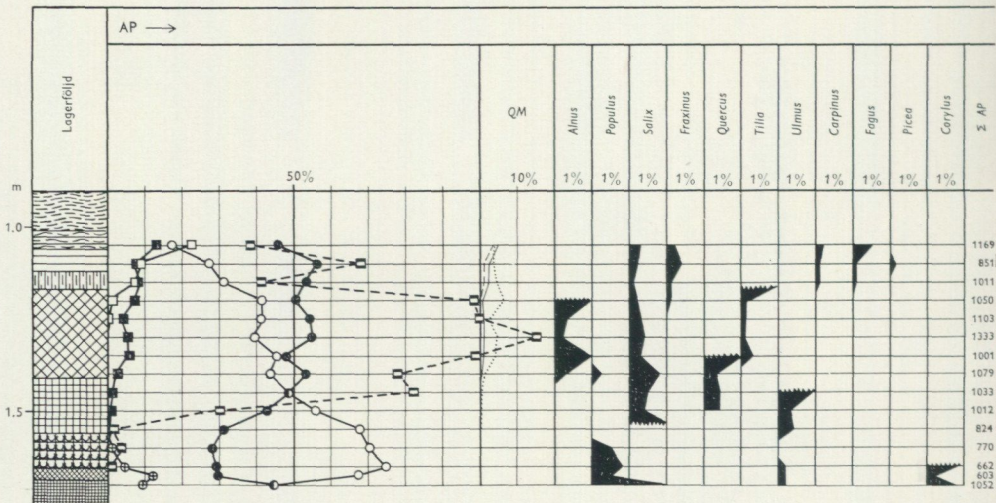 AP →
Lagerföljd
QM
Alnus
Populus
Salix
Fraxinus
Quercus
Tilia
Ulmus
Carpinus
Fagus
Picea
Corylus
Σ AP
m
50%
10%
1%
1%
1%
1%
1%
1%
1%
1%
1%
1%
1%
1.0
1169
851
1011
1050
1103
1333
1001
1079
1033
1.5
1012
824
770
662
603
1052